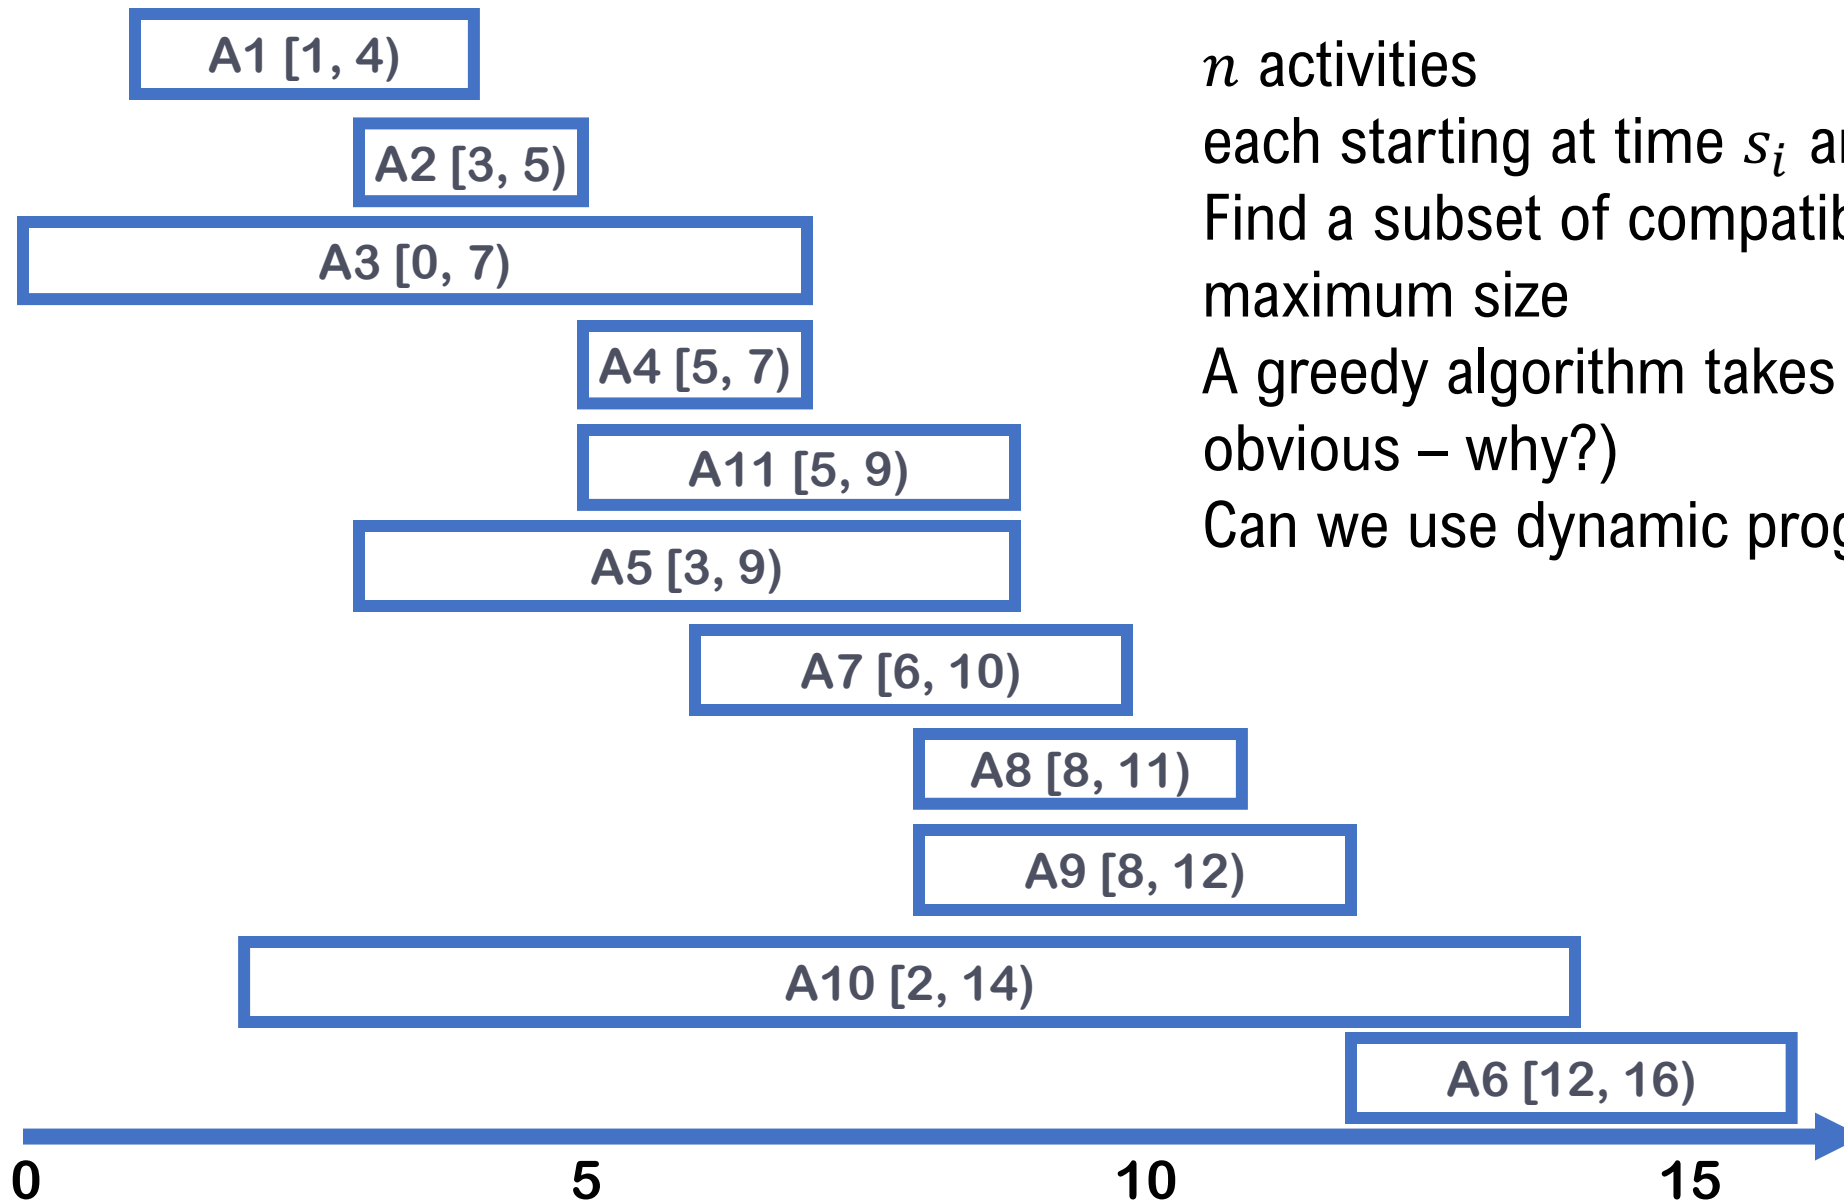 A1 [1, 4)
A2 [3, 5)
A3 [0, 7)
A4 [5, 7)
A11 [5, 9)
A5 [3, 9)
A7 [6, 10)
A8 [8, 11)
A9 [8, 12)
A10 [2, 14)
A6 [12, 16)
0 5 10 15
n activities
each starting at time s_i
Find a subset of
maximum size
A greedy algorithm takes
obvious – why?)
Can we use dynamic